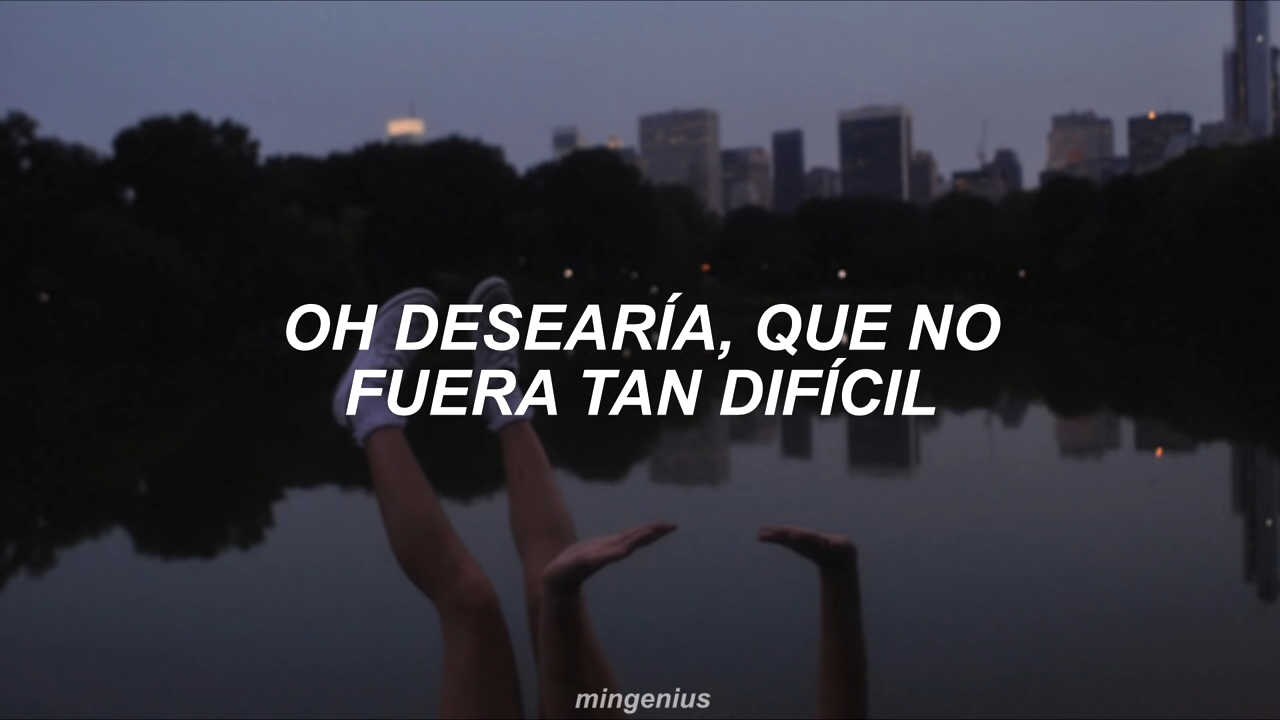 OH DESEARÍA, QUE NO
FUERA TAN DIFÍCIL
mingenius